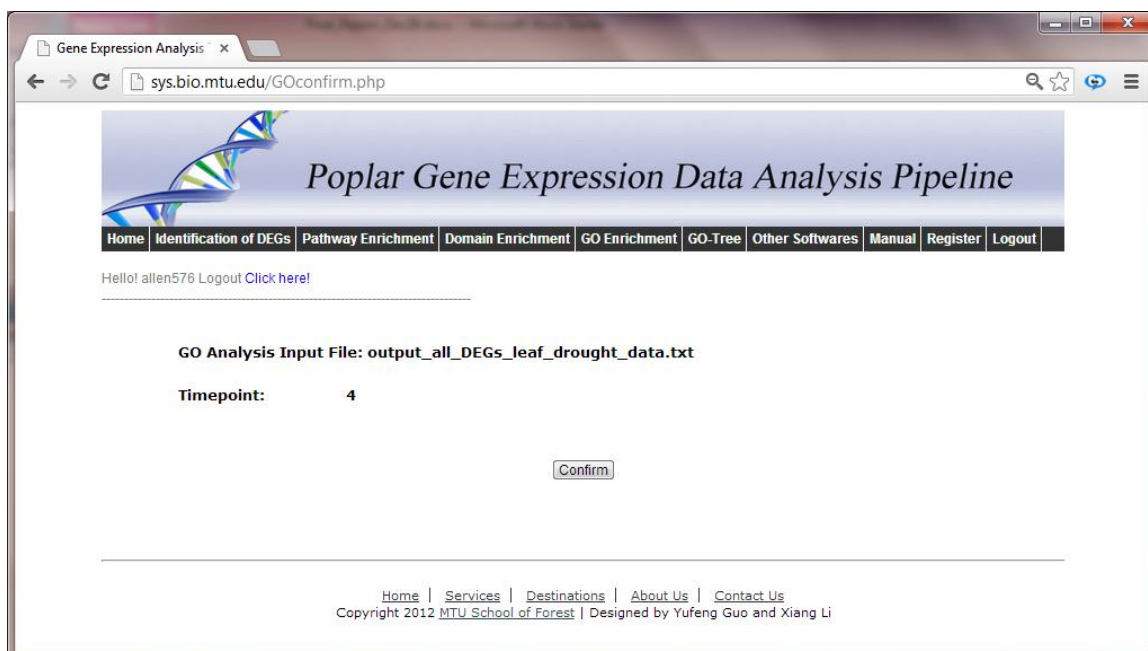 Gene Expression Analysis
sys.bio.mtu.edu/GOconfirm.php
Poplar Gene Expression Data Analysis Pipeline
Home Identification of DEGs Pathway Enrichment Domain Enrichment GO Enrichment GO-Tree Other Softwares Manual Register Logout
Hello! allen576 Logout Click here!
GO Analysis Input File: output_all_DEGs_leaf_drought_data.txt
Timepoint: 4
Confirm
Home | Services | Destinations | About Us | Contact Us
Copyright 2012 MTU School of Forest | Designed by Yufeng Guo and Xiang Li